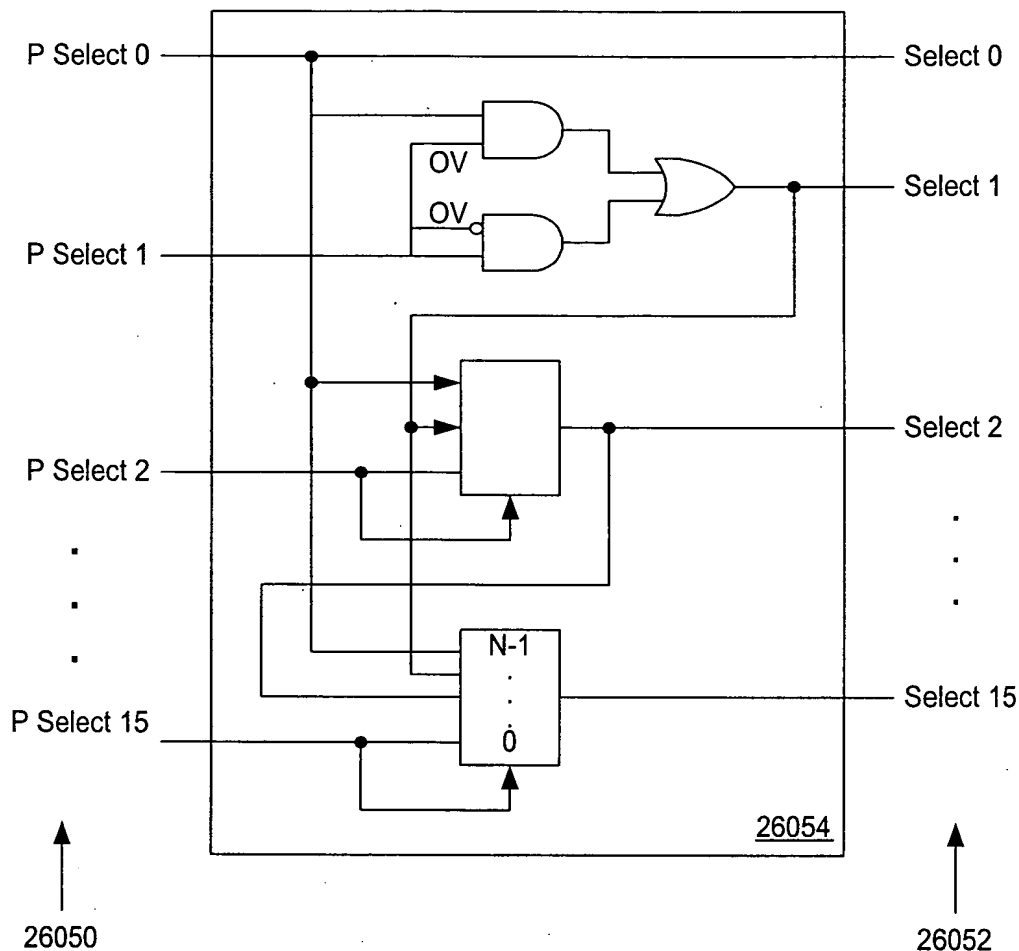 P Select 0
Select 0
OV
OV
Select 1
P Select 1
Select 2
P Select 2
N-1
Select 15
P Select 15
0
26054
26050
26052